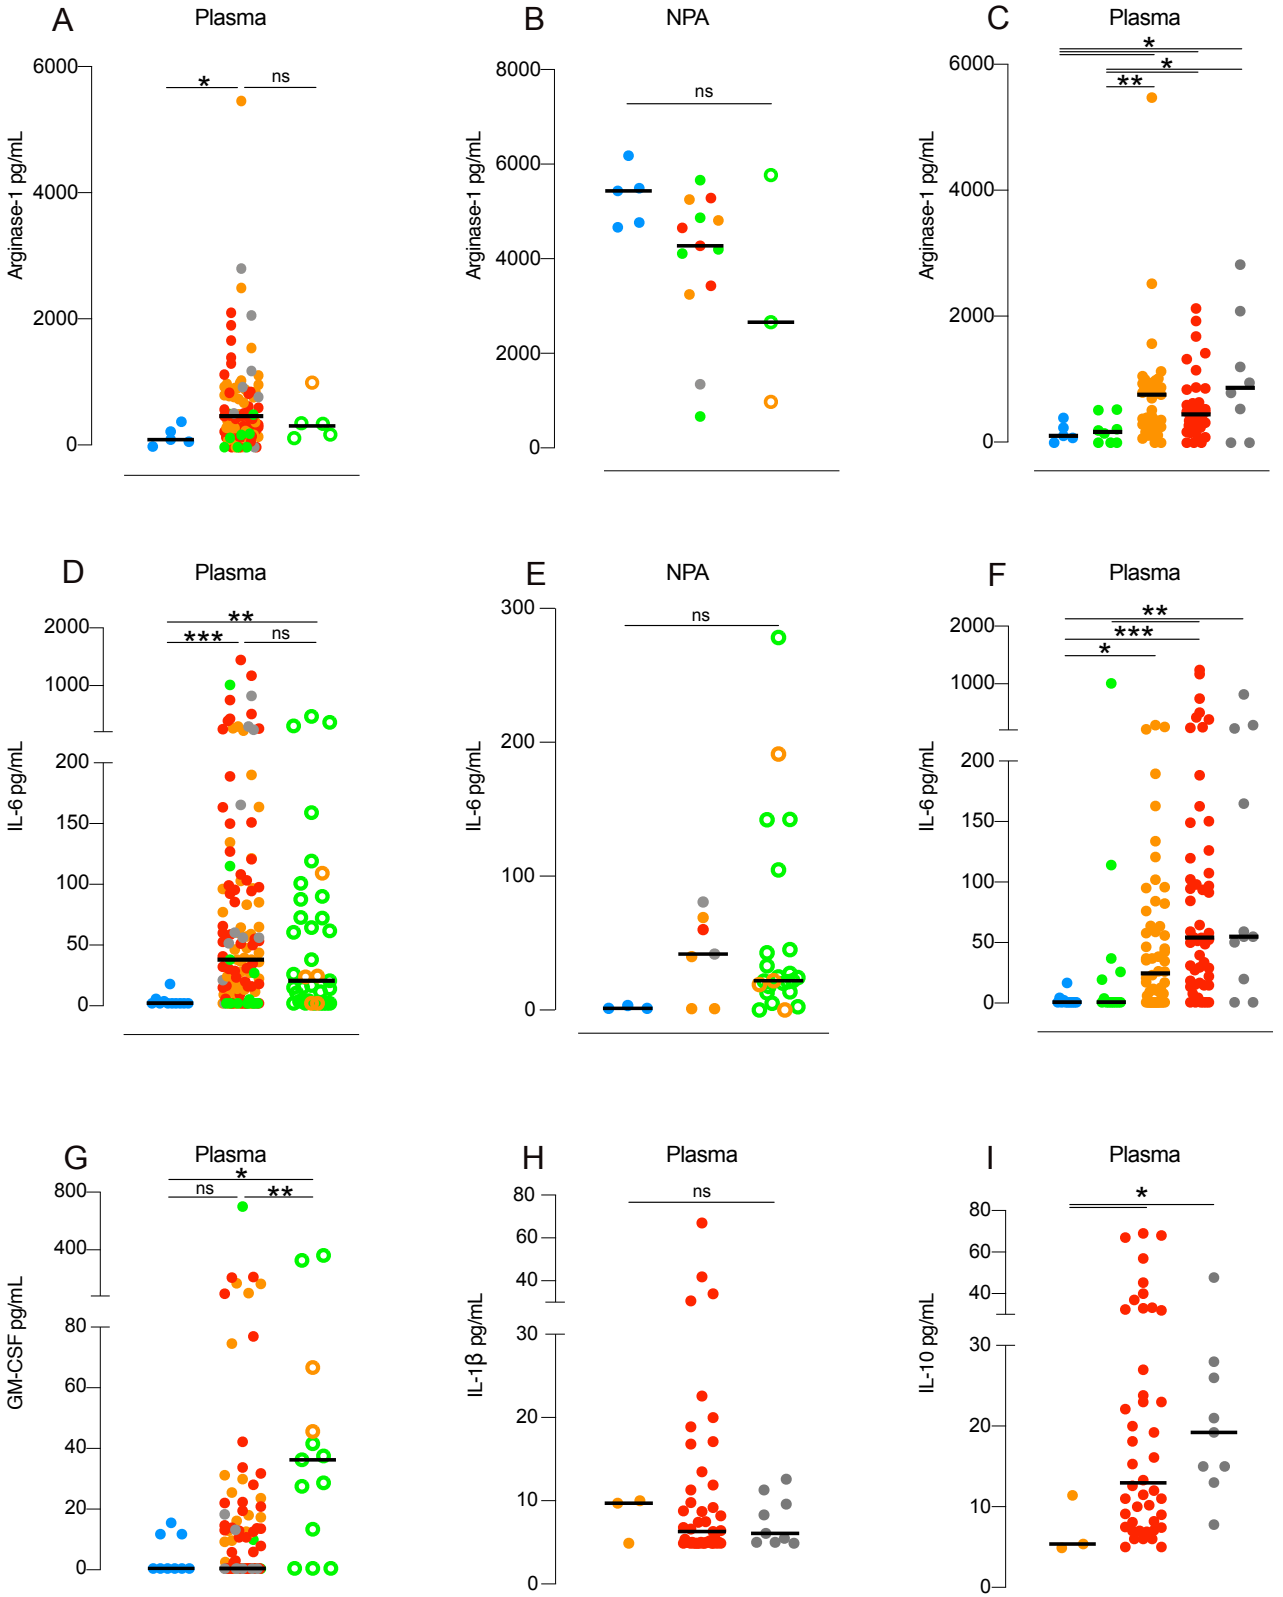 A Plasma
Arginase-1 pg/mL
6000
4000
2000
0
* ns
B NPA
Arginase-1 pg/mL
8000
6000
4000
2000
0
ns
C Plasma
Arginase-1 pg/mL
6000
4000
2000
0
*
*
**
D Plasma
IL-6 pg/mL
2000
1000
200
150
100
50
0
**
*** ns
E NPA
IL-6 pg/mL
300
200
100
0
ns
F Plasma
IL-6 pg/mL
2000
1000
200
150
100
50
0
**
***
*
G Plasma
GM-CSF pg/mL
800
400
80
60
40
20
0
*
ns **
H Plasma
IL-1β pg/mL
80
60
40
30
20
10
0
ns
I Plasma
IL-10 pg/mL
80
60
40
30
20
10
0
*